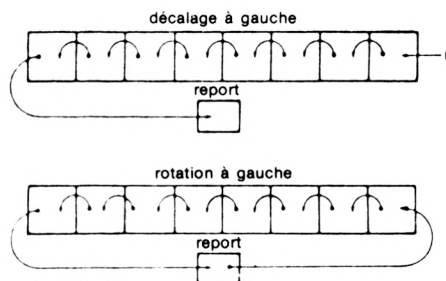 décalage à gauche
report
rotation à gauche
report